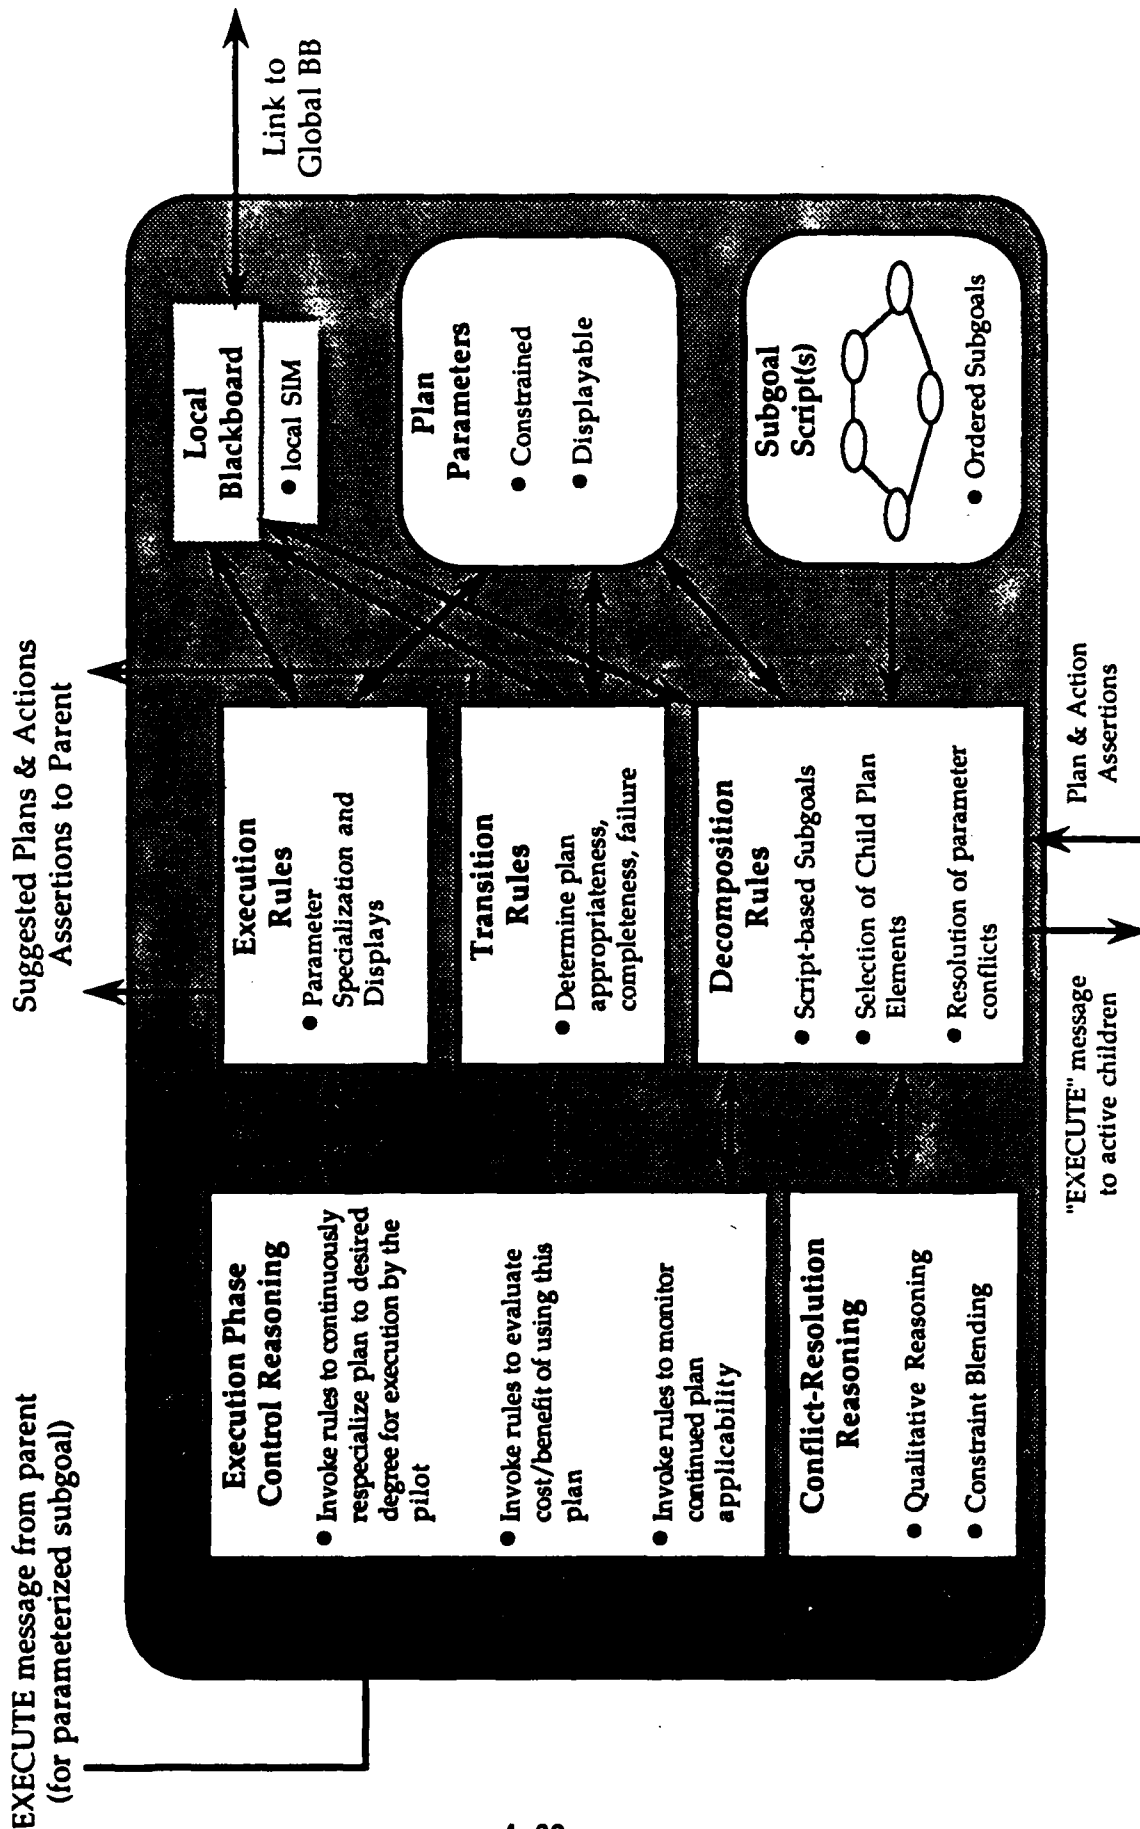 EXECUTE message from parent
(for parameterized subgoal)
Suggested Plans & Actions
Assertions to Parent
Link to
Global BB
Execution Phase
Control Reasoning
● Invoke rules to continuously
respecialize plan to desired
degree for execution by the
pilot
● Invoke rules to evaluate
cost/benefit of using this
plan
● Invoke rules to monitor
continued plan
applicability
Conflict-Resolution
Reasoning
● Qualitative Reasoning
● Constraint Blending
Execution
Rules
● Parameter
Specialization and
Displays
Transition
Rules
● Determine plan
appropriateness,
completeness, failure
Decomposition
Rules
● Script-based Subgoals
● Selection of Child Plan
Elements
● Resolution of parameter
conflicts
Local
Blackboard
● local SIM
Plan
Parameters
● Constrained
● Displayable
Subgoal
Script(s)
● Ordered Subgoals
"EXECUTE" message
to active children
Plan & Action
Assertions